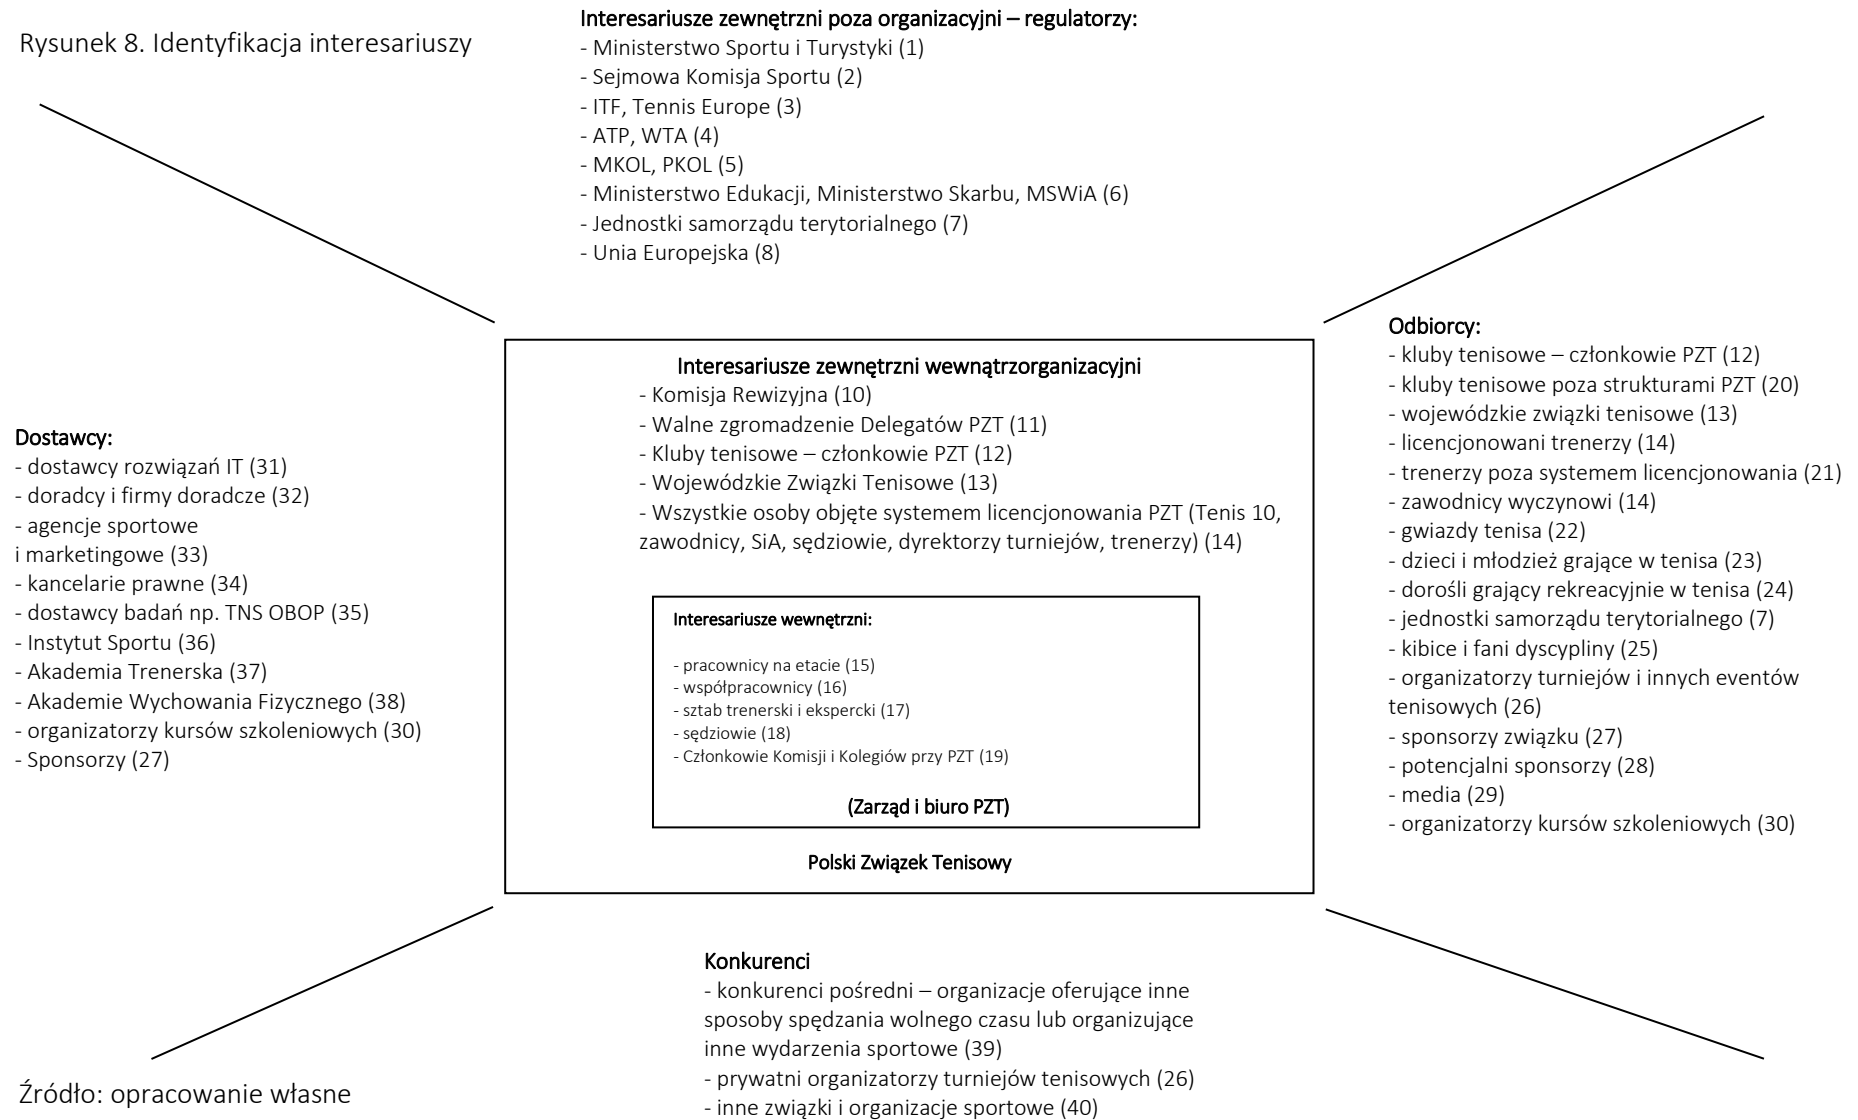 Rysunek 8. Identyfikacja interesariuszy
Interesariusze zewnętrzni poza organizacyjni – regulatorzy:
- Ministerstwo Sportu i Turystyki (1)
- Sejmowa Komisja Sportu (2)
- ITF, Tennis Europe (3)
- ATP, WTA (4)
- MKOL, PKOL (5)
- Ministerstwo Edukacji, Ministerstwo Skarbu, MSWiA (6)
- Jednostki samorządu terytorialnego (7)
- Unia Europejska (8)
Dostawcy:
- dostawcy rozwiązań IT (31)
- doradcy i firmy doradcze (32)
- agencje sportowe
i marketingowe (33)
- kancelarie prawne (34)
- dostawcy badań np. TNS OBOP (35)
- Instytut Sportu (36)
- Akademia Trenerska (37)
- Akademie Wychowania Fizycznego (38)
- organizatorzy kursów szkoleniowych (30)
- Sponsorzy (27)
Interesariusze zewnętrzni wewnątrzorganizacyjni
- Komisja Rewizyjna (10)
- Walne zgromadzenie Delegatów PZT (11)
- Kluby tenisowe – członkowie PZT (12)
- Wojewódzkie Związki Tenisowe (13)
- Wszystkie osoby objęte systemem licencjonowania PZT (Tenis 10,
zawodnicy, SiA, sędziowie, dyrektorzy turniejów, trenerzy) (14)
Interesariusze wewnętrzni:
- pracownicy na etacie (15)
- współpracownicy (16)
- sztab trenerski i ekspercki (17)
- sędziowie (18)
- Członkowie Komisji i Kolegiów przy PZT (19)
(Zarząd i biuro PZT)
Polski Związek Tenisowy
Odbiorcy:
- kluby tenisowe – członkowie PZT (12)
- kluby tenisowe poza strukturami PZT (20)
- wojewódzkie związki tenisowe (13)
- licencjonowani trenerzy (14)
- trenerzy poza systemem licencjonowania (21)
- zawodnicy wyczynowi (14)
- gwiazdy tenisa (22)
- dzieci i młodzież grające w tenisa (23)
- dorośli grający rekreacyjnie w tenisa (24)
- jednostki samorządu terytorialnego (7)
- kibice i fani dyscypliny (25)
- organizatorzy turniejów i innych eventów
tenisowych (26)
- sponsorzy związku (27)
- potencjalni sponsorzy (28)
- media (29)
- organizatorzy kursów szkoleniowych (30)
Konkurenci
- konkurenci pośredni – organizacje oferujące inne
sposoby spędzania wolnego czasu lub organizujące
inne wydarzenia sportowe (39)
- prywatni organizatorzy turniejów tenisowych (26)
- inne związki i organizacje sportowe (40)
Źródło: opracowanie własne